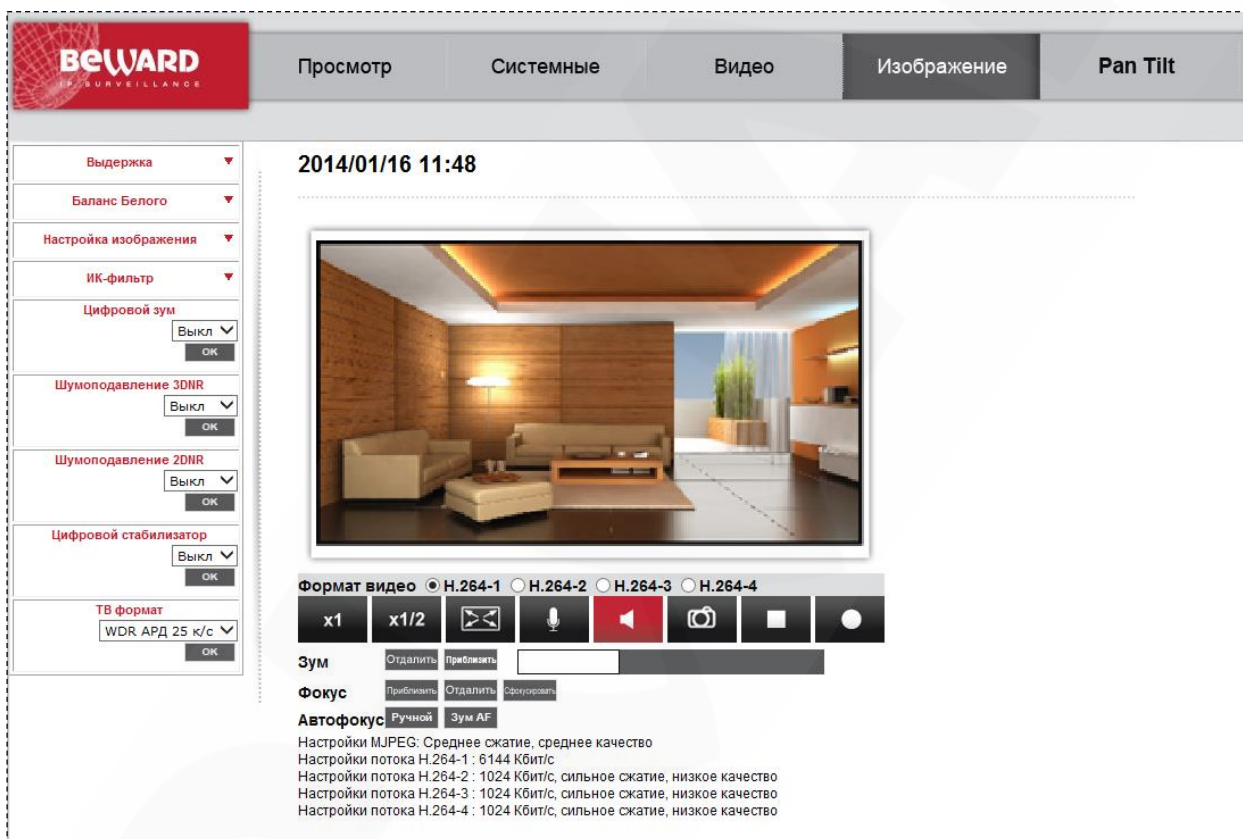 BEWARD
IP SURVEILLANCE
Просмотр
Системные
Видео
Изображение
Pan Tilt
Выдержка
Баланс Белого
Настройка изображения
ИК-фильтр
Цифровой зум
Выкл
ОК
Шумоподавление 3DNR
Выкл
ОК
Шумоподавление 2DNR
Выкл
ОК
Цифровой стабилизатор
Выкл
ОК
ТВ формат
WDR АРД 25 к/с
ОК
2014/01/16 11:48
Формат видео H.264-1 H.264-2 H.264-3 H.264-4
x1 x1/2
Зум Отдалить Приблизить
Фокус Приблизить Отдалить Сфокусировать
Автофокус Ручной Зум AF
Настройки MJPEG: Среднее сжатие, среднее качество
Настройки потока H.264-1 : 6144 Кбит/с
Настройки потока H.264-2 : 1024 Кбит/с, сильное сжатие, низкое качество
Настройки потока H.264-3 : 1024 Кбит/с, сильное сжатие, низкое качество
Настройки потока H.264-4 : 1024 Кбит/с, сильное сжатие, низкое качество